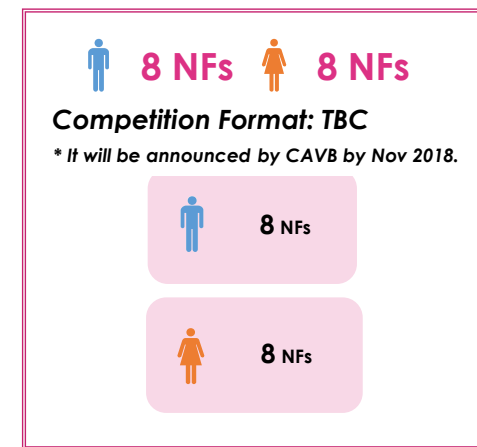 8 NFs 8 NFs
Competition Format: TBC
* It will be announced by CAVB by Nov 2018.
8 NFs
8 NFs